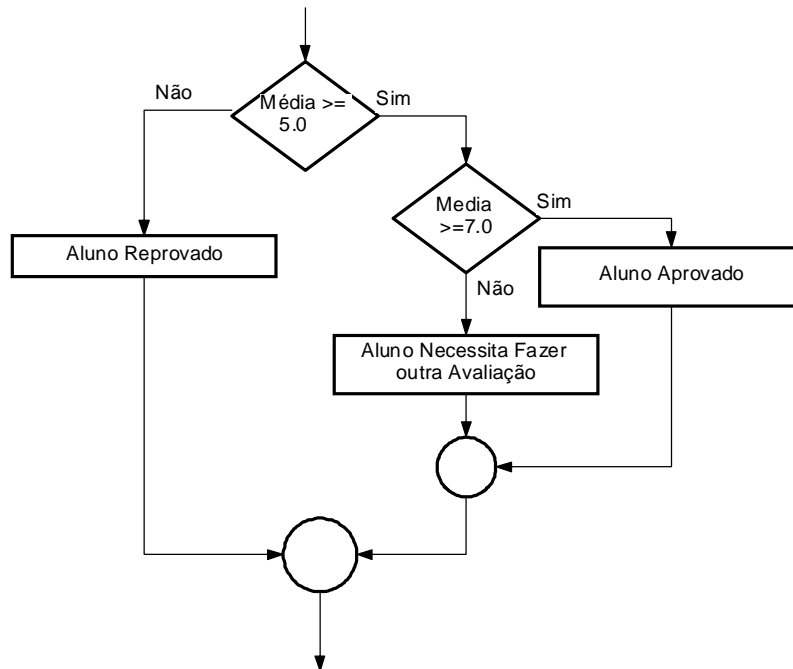 Não
Média >=
5.0
Sim
Media
>=7.0
Sim
Aluno Reprovado
Não
Aluno Aprovado
Aluno Necessita Fazer
outra Avaliação